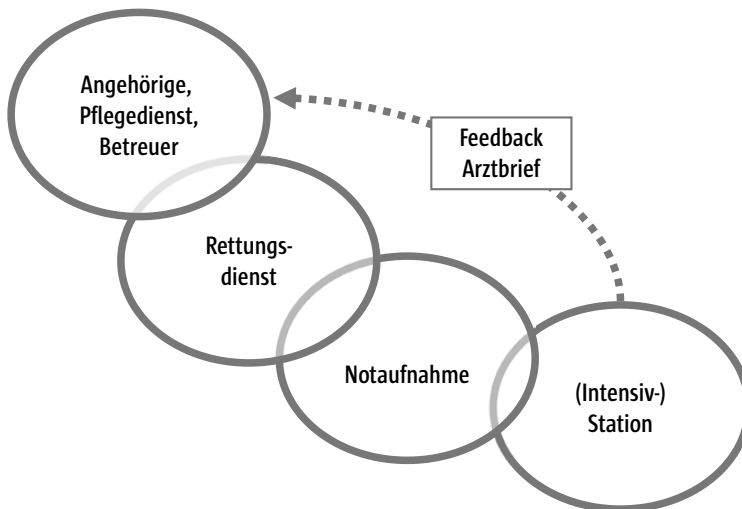 Angehörige,
Pflegedienst,
Betreuer
Feedback
Arztbrief
Rettungs-
dienst
Notaufnahme
(Intensiv-)
Station